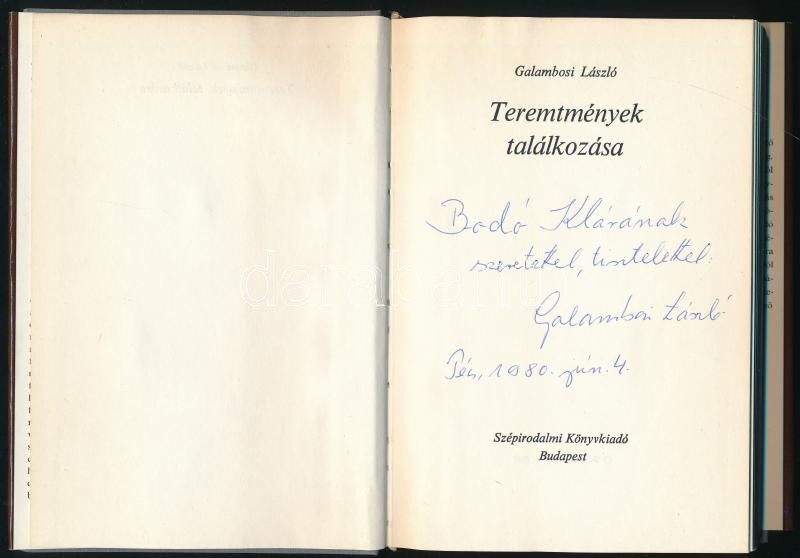 Galambosi László
Teremtmények
találkozása
Bodó Klárának
szeretettel, tisztelettel:
Galambosi László
Pécs, 1980. jún. 4.
Szépirodalmi Könyvkiadó
Budapest